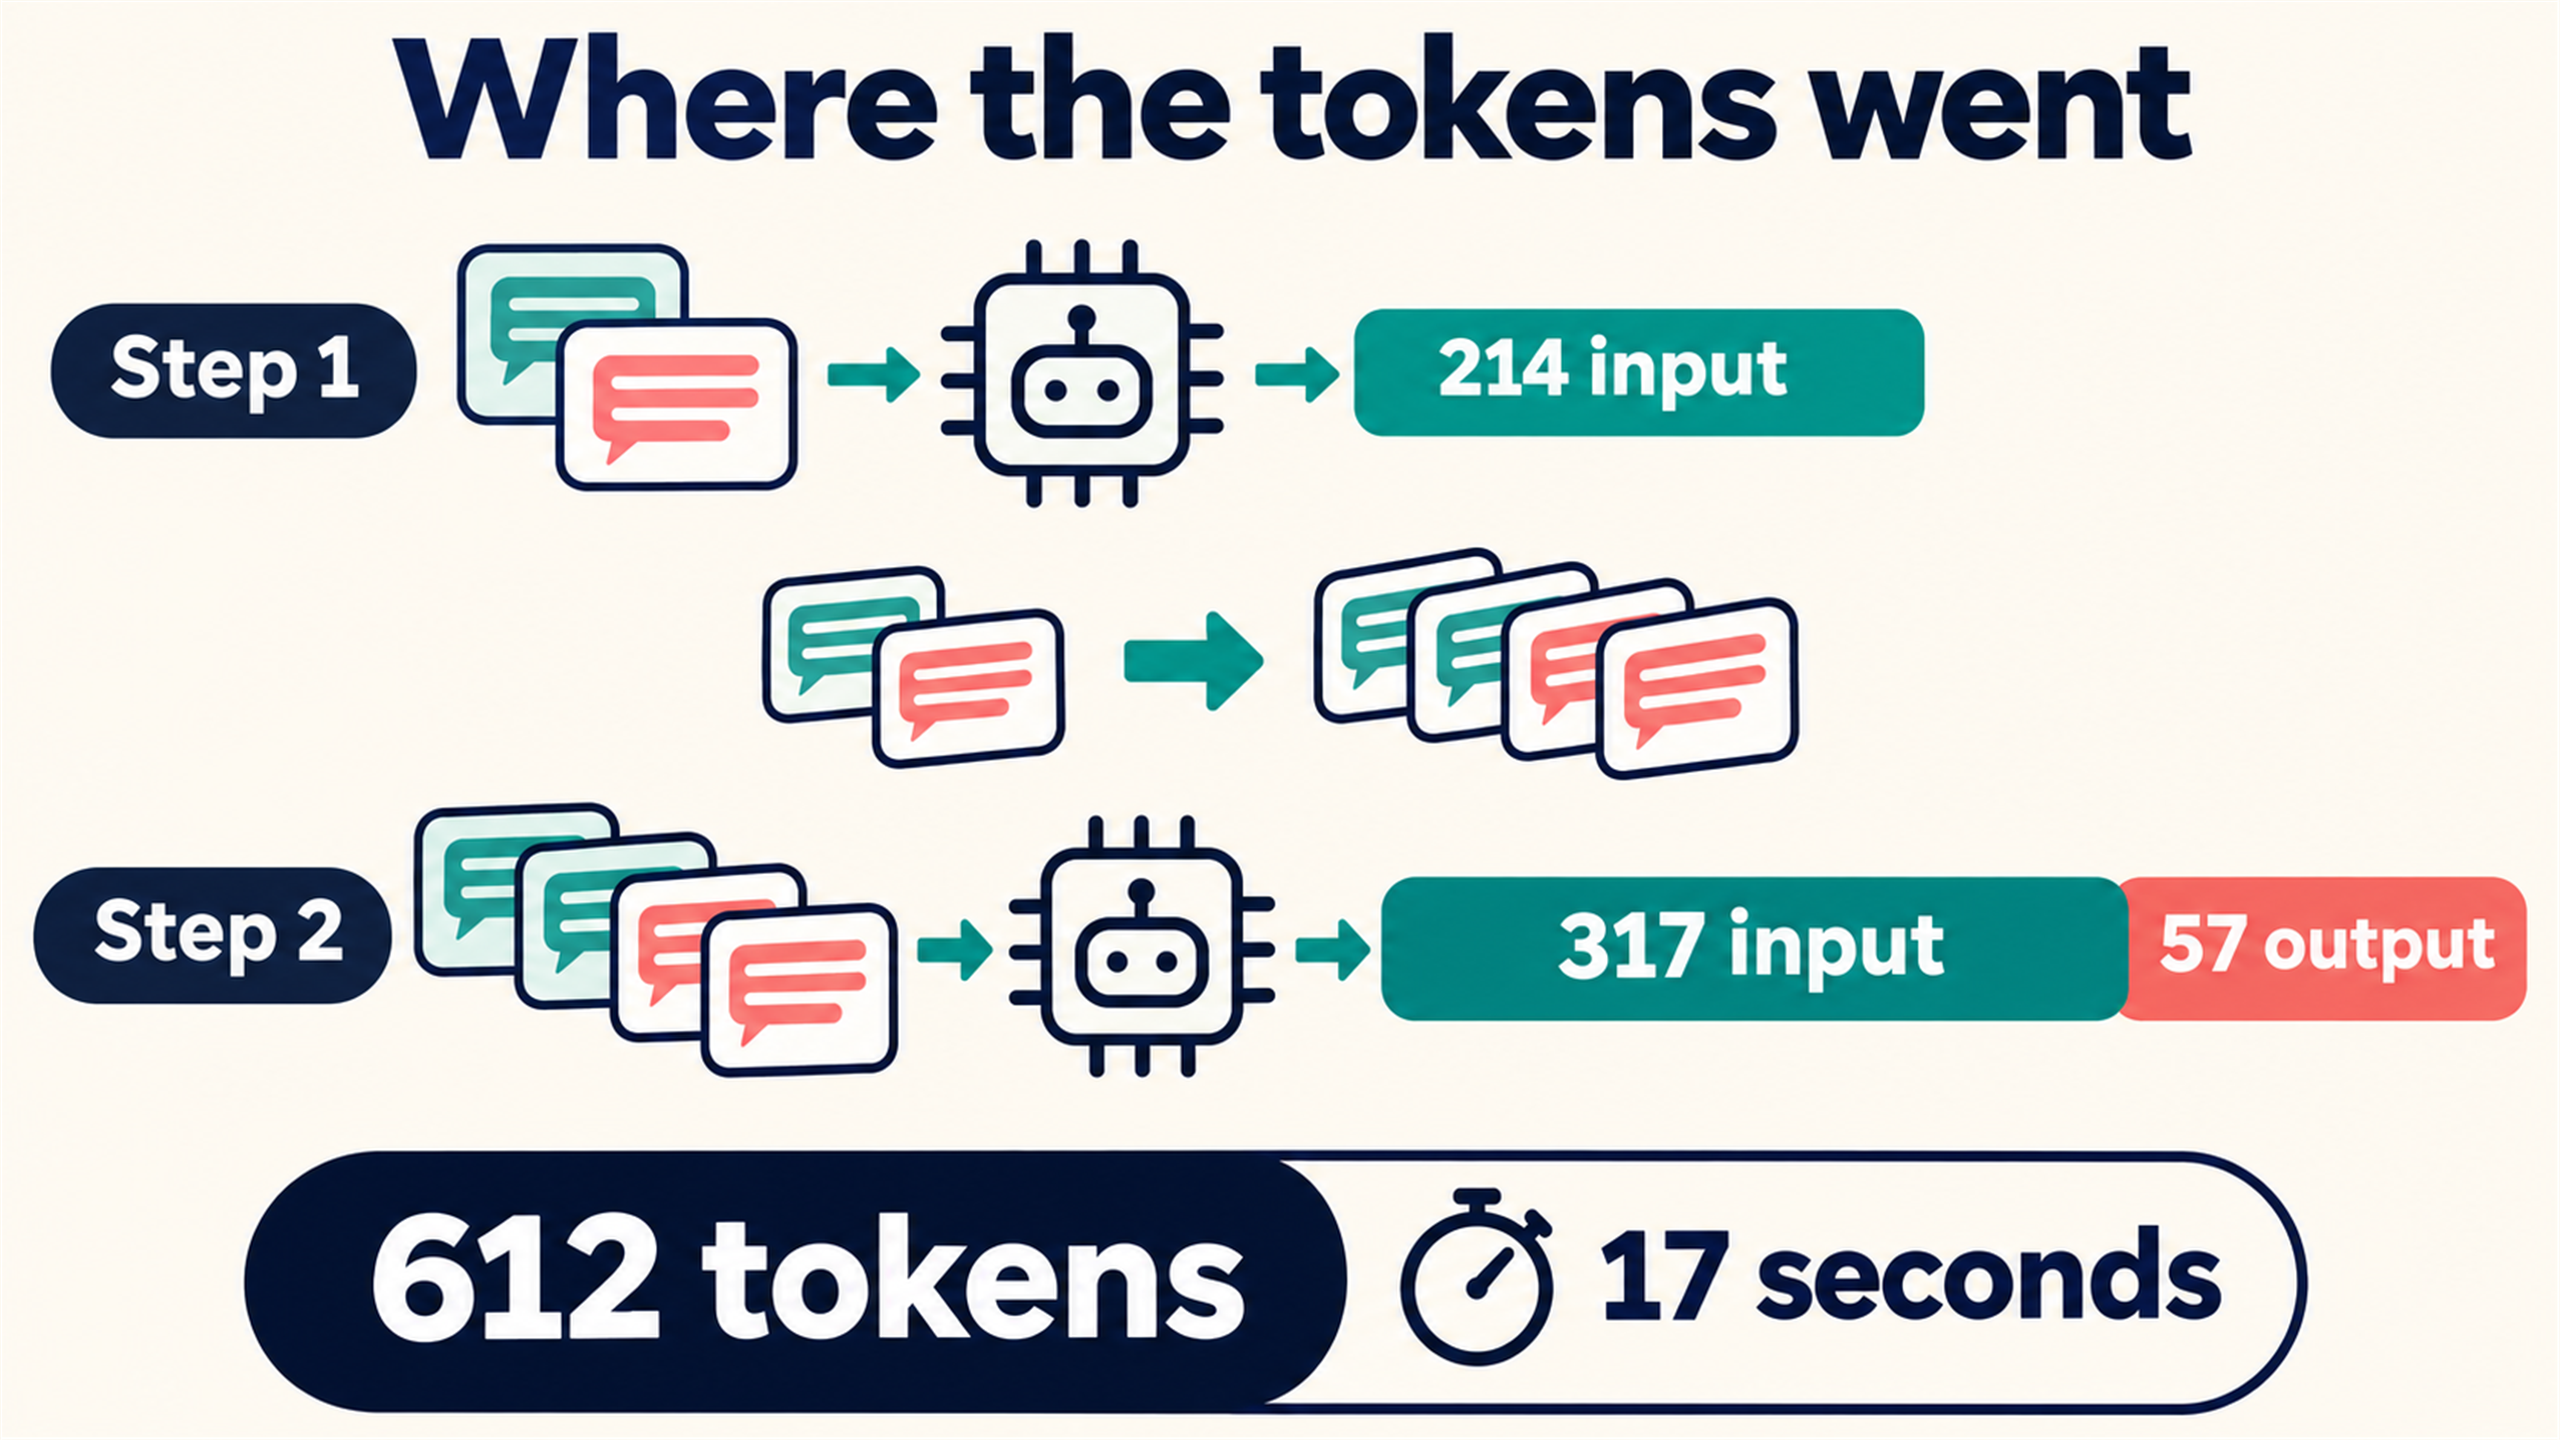 Where the tokens went
Step 1
214 input
Step 2
317 input
57 output
612 tokens
17 seconds